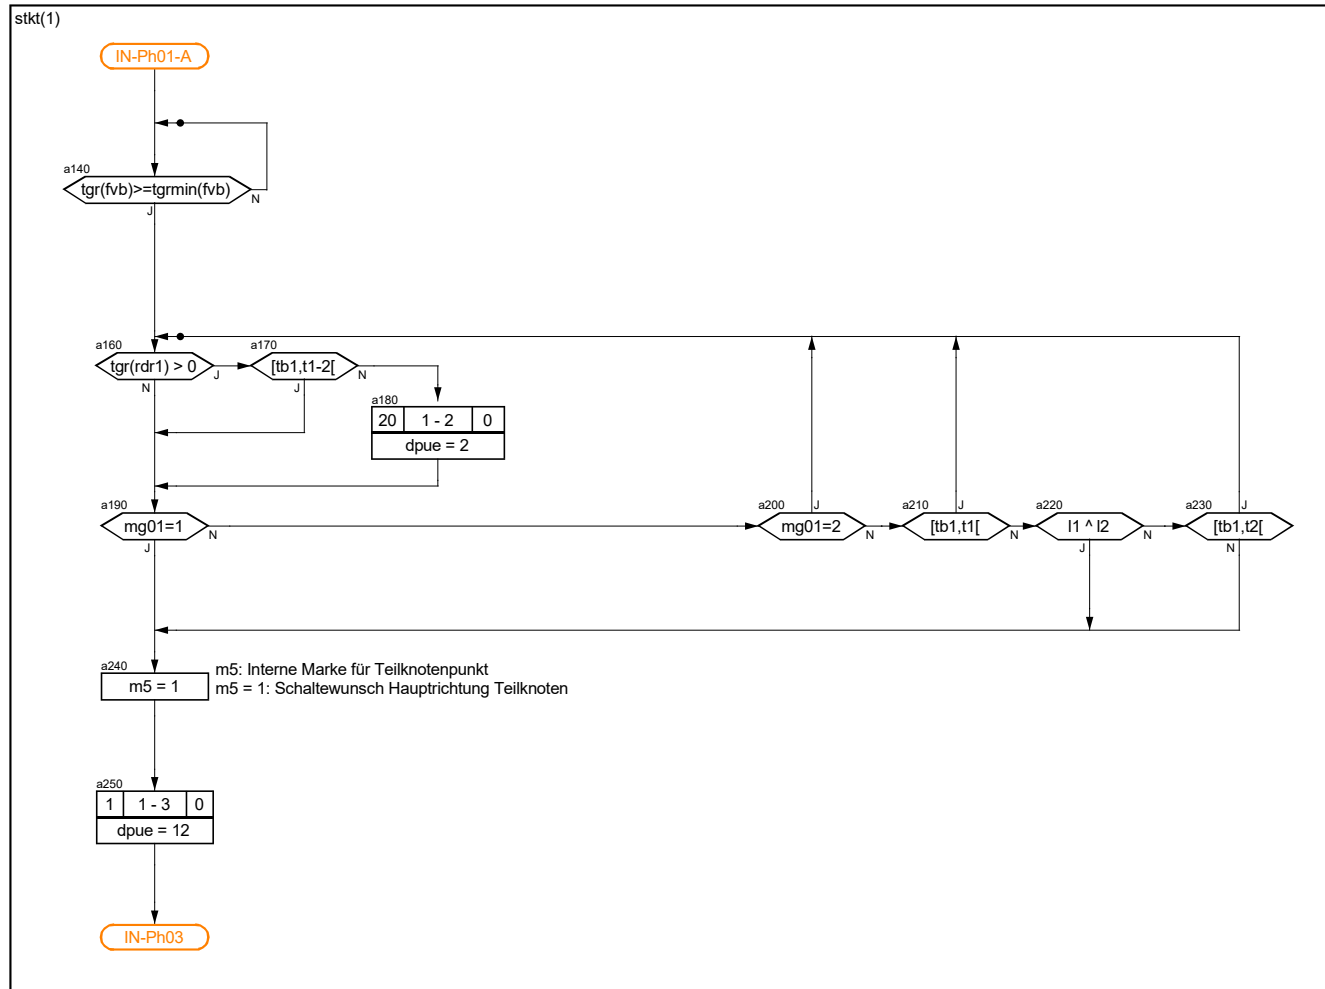 stkt(1)
IN-Ph01-A
a140
tgr(fvb)>=tgrmin(fvb)
N
J
a160
tgr(rdr1) > 0
J
N
a170
[tb1,t1-2[
N
J
a180
20 1 - 2 0
dpue = 2
a190
mg01=1
N
J
a200
mg01=2
J
N
a210
[tb1,t1[
J
N
a220
l1 ^ l2
N
J
a230
[tb1,t2[
J
N
a240
m5 = 1
m5: Interne Marke für Teilknotenpunkt
m5 = 1: Schaltewunsch Hauptrichtung Teilknoten
a250
1 1 - 3 0
dpue = 12
IN-Ph03